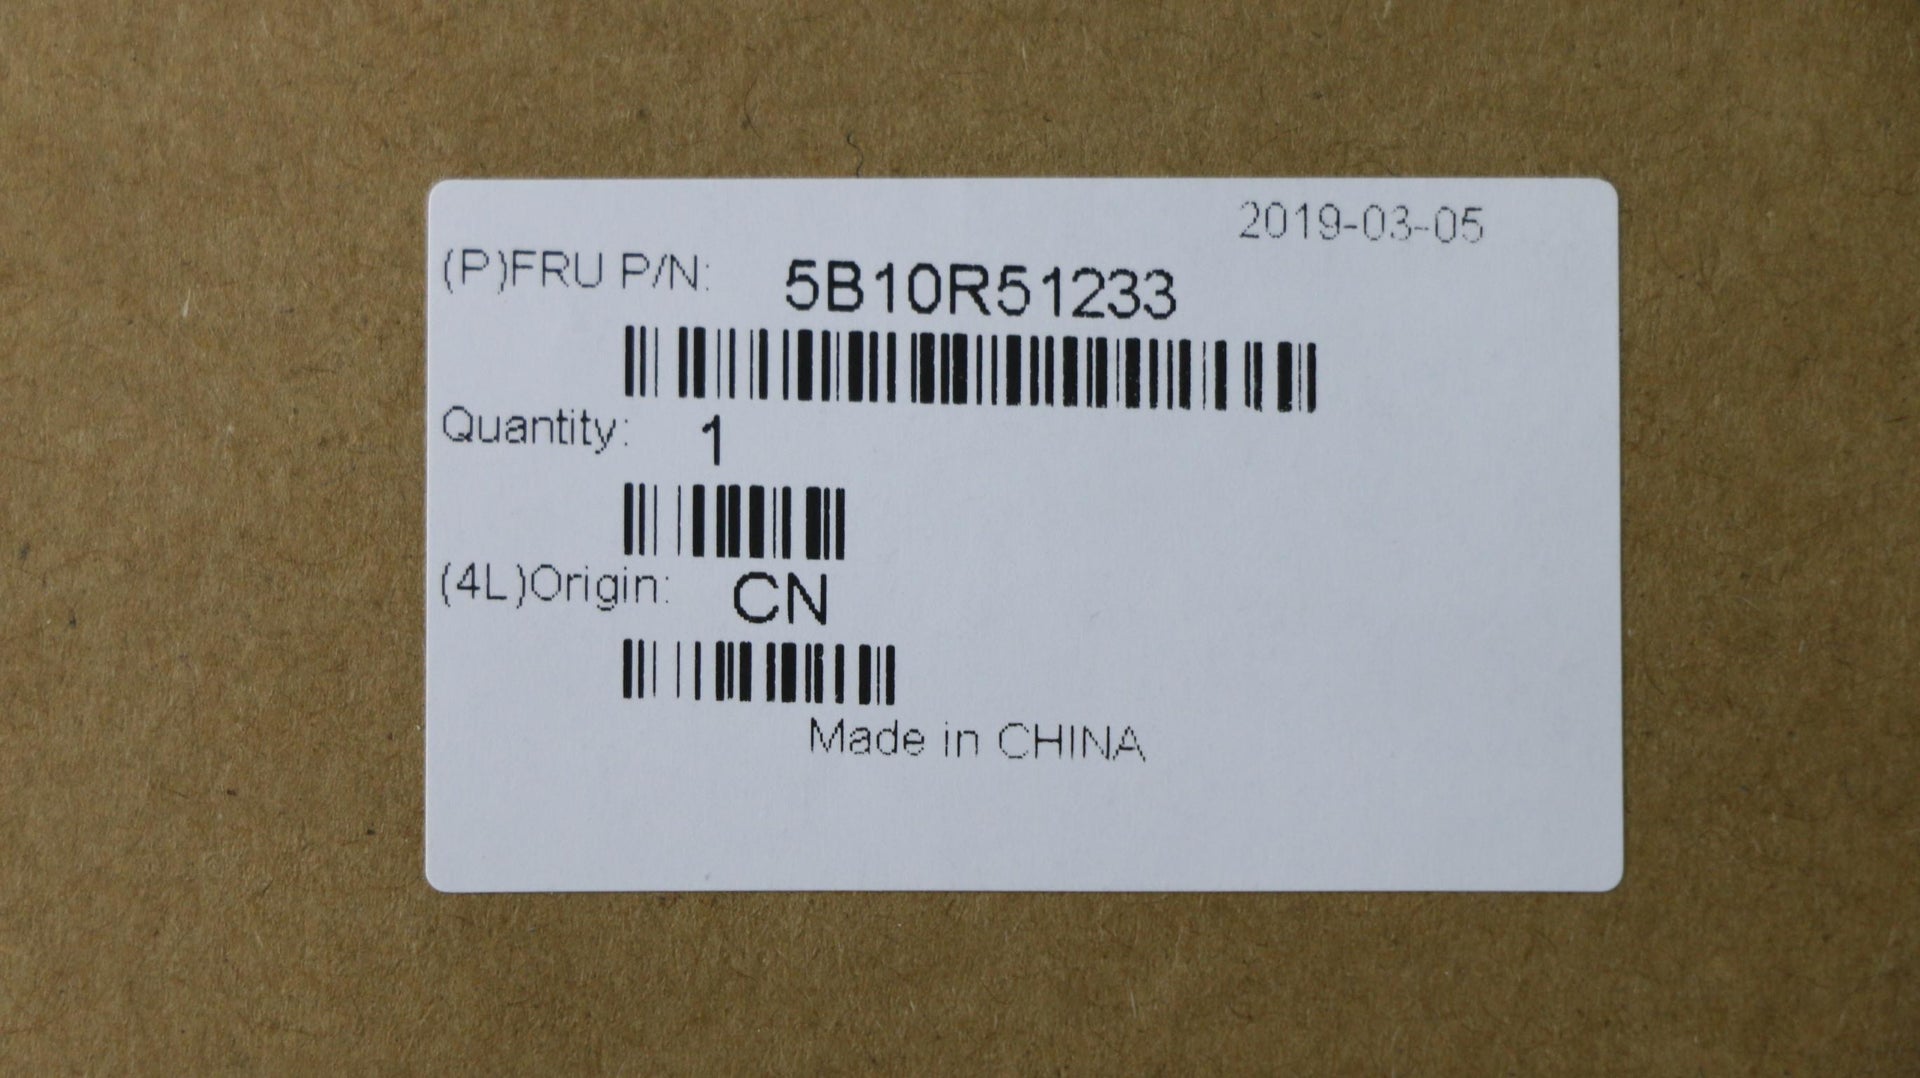 2019-03-05
(P)FRU P/N: 5B10R51233
Quantity: 1
(4L)Origin: CN
Made in CHINA